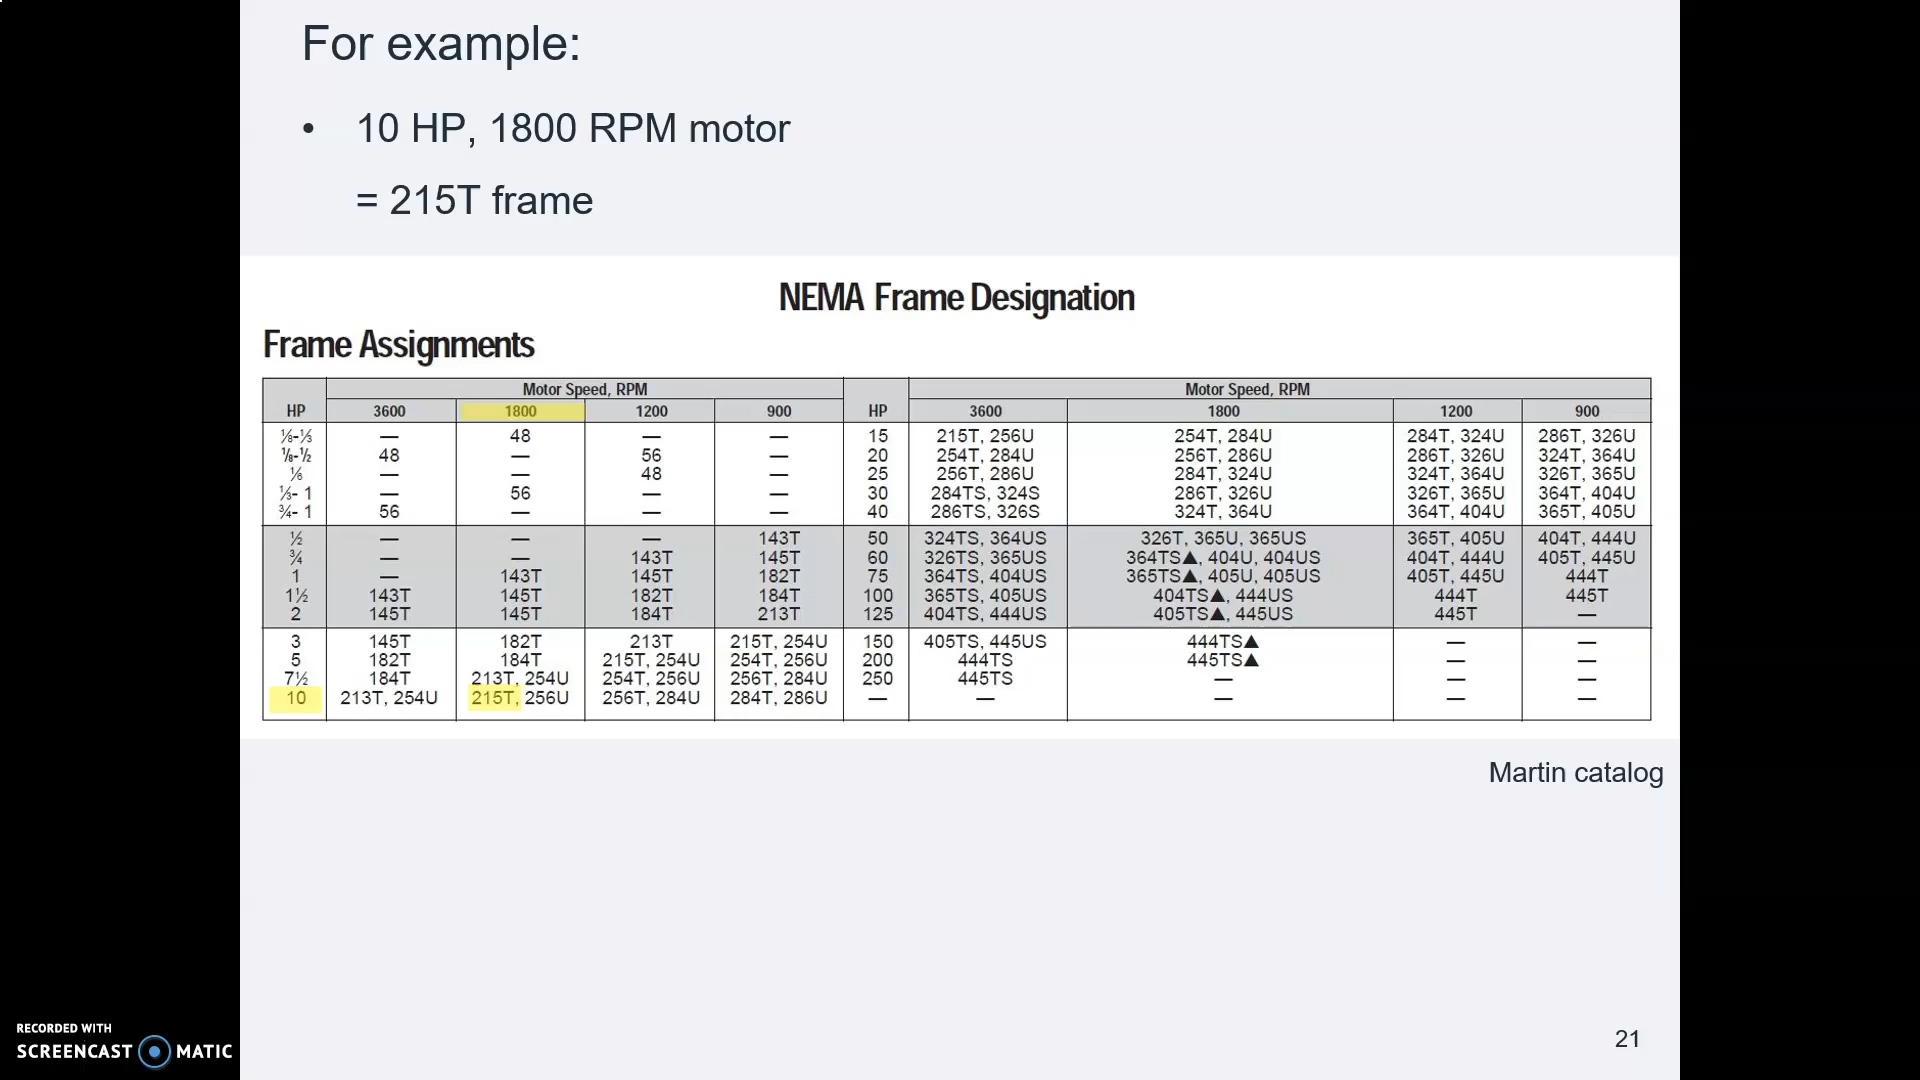 For example:
• 10 HP, 1800 RPM motor
= 215T frame
NEMA Frame Designation
Frame Assignments
HP Motor Speed, RPM HP Motor Speed, RPM
3600 1800 1200 900 3600 1800 1200 900
⅛-⅓ — 48 — — 15 215T, 256U 254T, 284U 284T, 324U 286T, 326U
⅛-½ 48 — 56 — 20 254T, 284U 256T, 286U 286T, 326U 324T, 364U
⅙ — — 48 — 25 256T, 286U 284T, 324U 324T, 364U 326T, 365U
⅓- 1 — 56 — — 30 284TS, 324S 286T, 326U 326T, 365U 364T, 404U
¾- 1 56 — — — 40 286TS, 326S 324T, 364U 364T, 404U 365T, 405U
½ — — — 143T 50 324TS, 364US 326T, 365U, 365US 365T, 405U 404T, 444U
¾ — — 143T 145T 60 326TS, 365US 364TS▲, 404U, 404US 404T, 444U 405T, 445U
1 — 143T 145T 182T 75 364TS, 404US 365TS▲, 405U, 405US 405T, 445U 444T
1½ 143T 145T 182T 184T 100 365TS, 405US 404TS▲, 444US 444T 445T
2 145T 145T 184T 213T 125 404TS, 444US 405TS▲, 445US 445T —
3 145T 182T 213T 215T, 254U 150 405TS, 445US 444TS▲ — —
5 182T 184T 215T, 254U 254T, 256U 200 444TS 445TS▲ — —
7½ 184T 213T, 254U 254T, 256U 256T, 284U 250 445TS — — —
10 213T, 254U 215T, 256U 256T, 284U 284T, 286U — — — — —
Martin catalog
21
RECORDED WITH
SCREENCAST MATIC